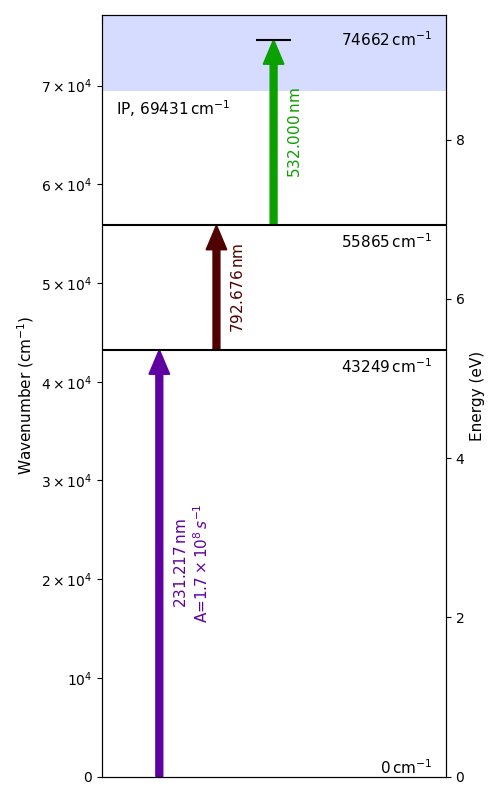 74662 cm⁻¹
7 × 10⁴
IP, 69431 cm⁻¹
532.000 nm
8
6 × 10⁴
55865 cm⁻¹
792.676 nm
5 × 10⁴
6
43249 cm⁻¹
4 × 10⁴
Wavenumber (cm⁻¹)
Energy (eV)
4
3 × 10⁴
231.217 nm
A=1.7 × 10⁸ s⁻¹
2 × 10⁴
2
10⁴
0 cm⁻¹
0
0